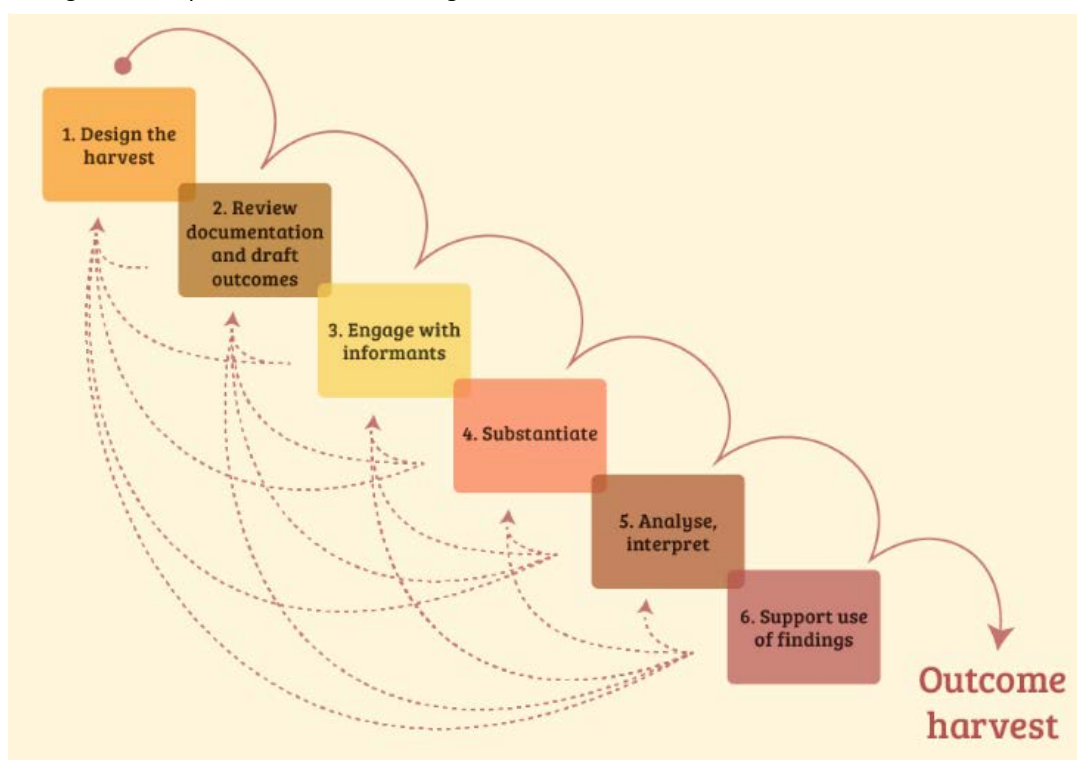 1. Design the
harvest
2. Review
documentation
and draft
outcomes
3. Engage with
informants
4. Substantiate
5. Analyse,
interpret
6. Support use
of findings
Outcome
harvest